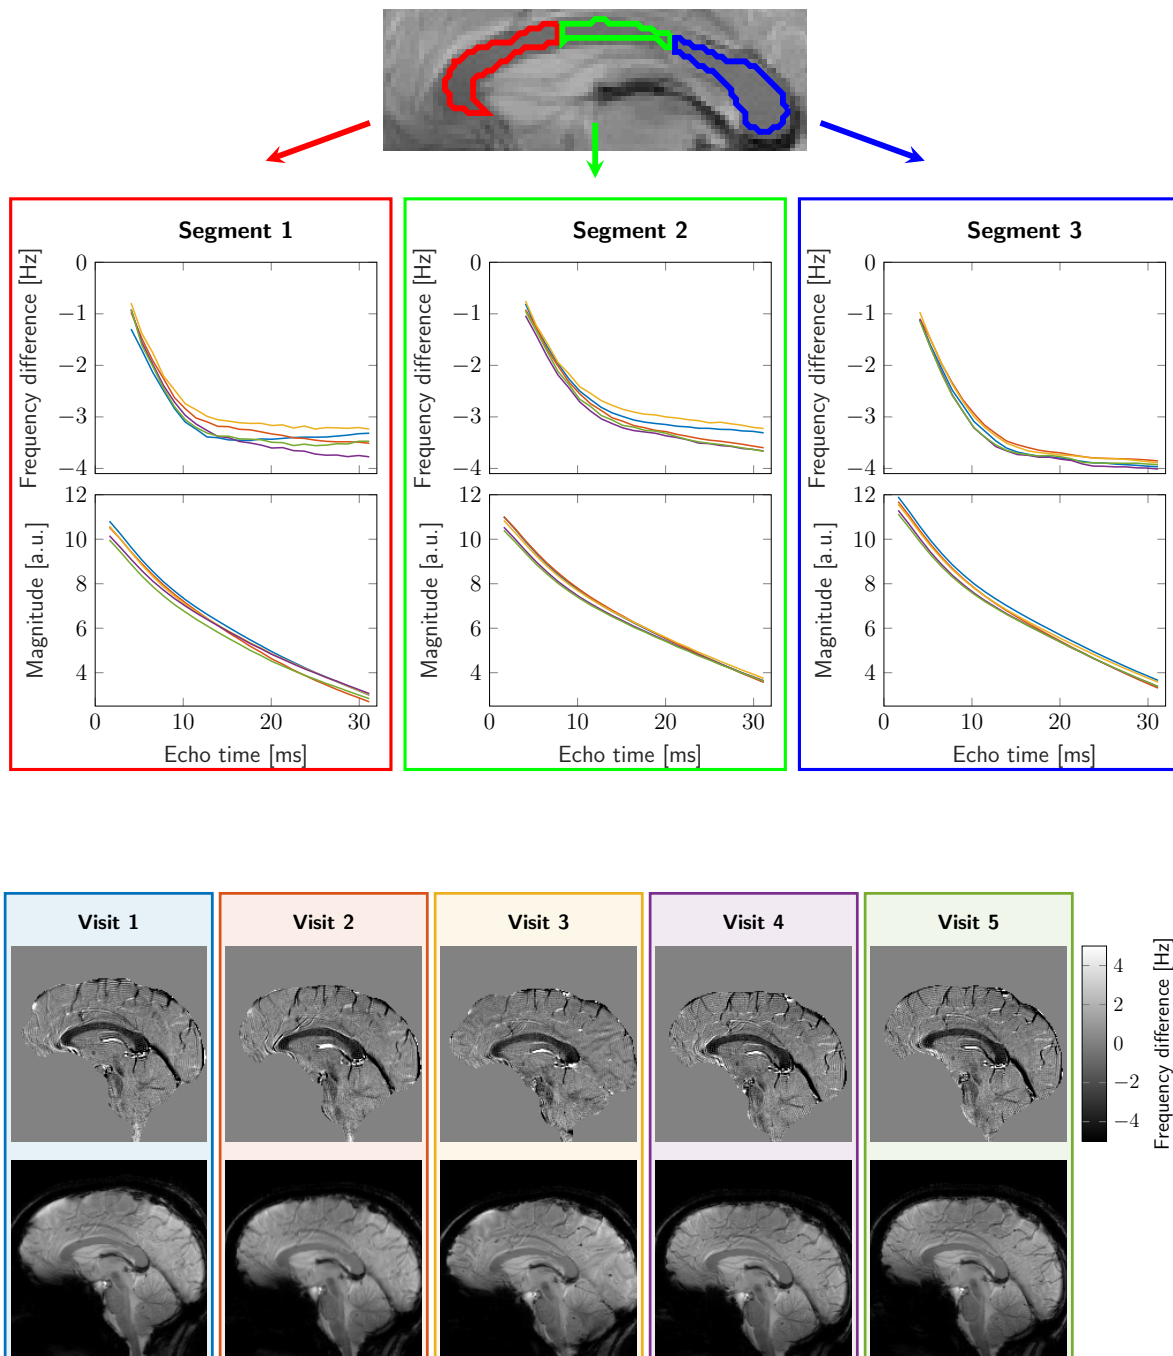 Segment 1
Segment 2
Segment 3
Frequency difference [Hz]
0
−1
−2
−3
−4
Frequency difference [Hz]
0
−1
−2
−3
−4
Frequency difference [Hz]
0
−1
−2
−3
−4
Magnitude [a.u.]
12
10
8
6
4
0 10 20 30
Echo time [ms]
Magnitude [a.u.]
12
10
8
6
4
0 10 20 30
Echo time [ms]
Magnitude [a.u.]
12
10
8
6
4
0 10 20 30
Echo time [ms]
Visit 1
Visit 2
Visit 3
Visit 4
Visit 5
4
2
0
−2
−4
Frequency difference [Hz]